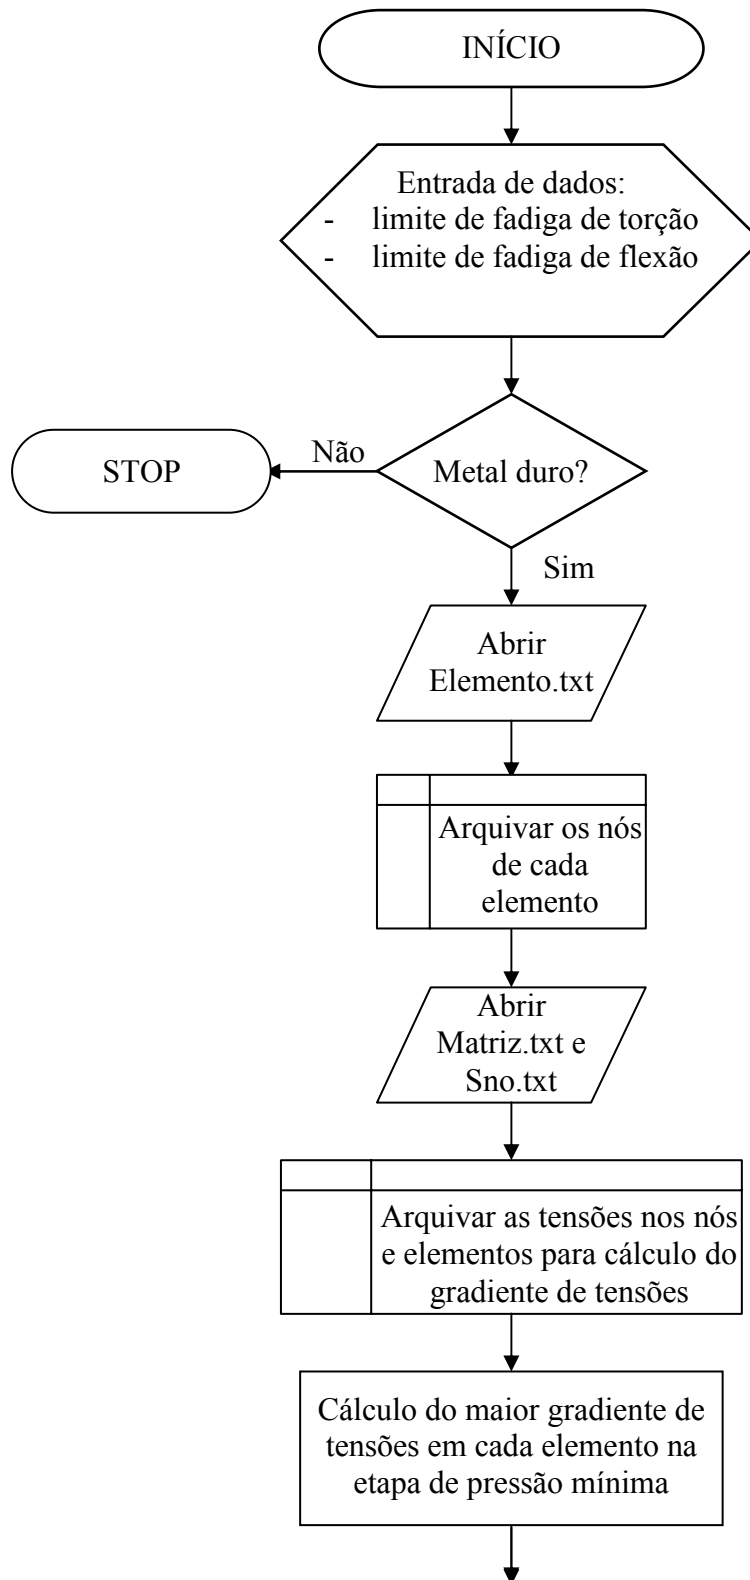 INÍCIO
Entrada de dados:
- limite de fadiga de torção
- limite de fadiga de flexão
Não
STOP
Metal duro?
Sim
Abrir
Elemento.txt
Arquivar os nós
de cada
elemento
Abrir
Matriz.txt e
Sno.txt
Arquivar as tensões nos nós
e elementos para cálculo do
gradiente de tensões
Cálculo do maior gradiente de
tensões em cada elemento na
etapa de pressão mínima